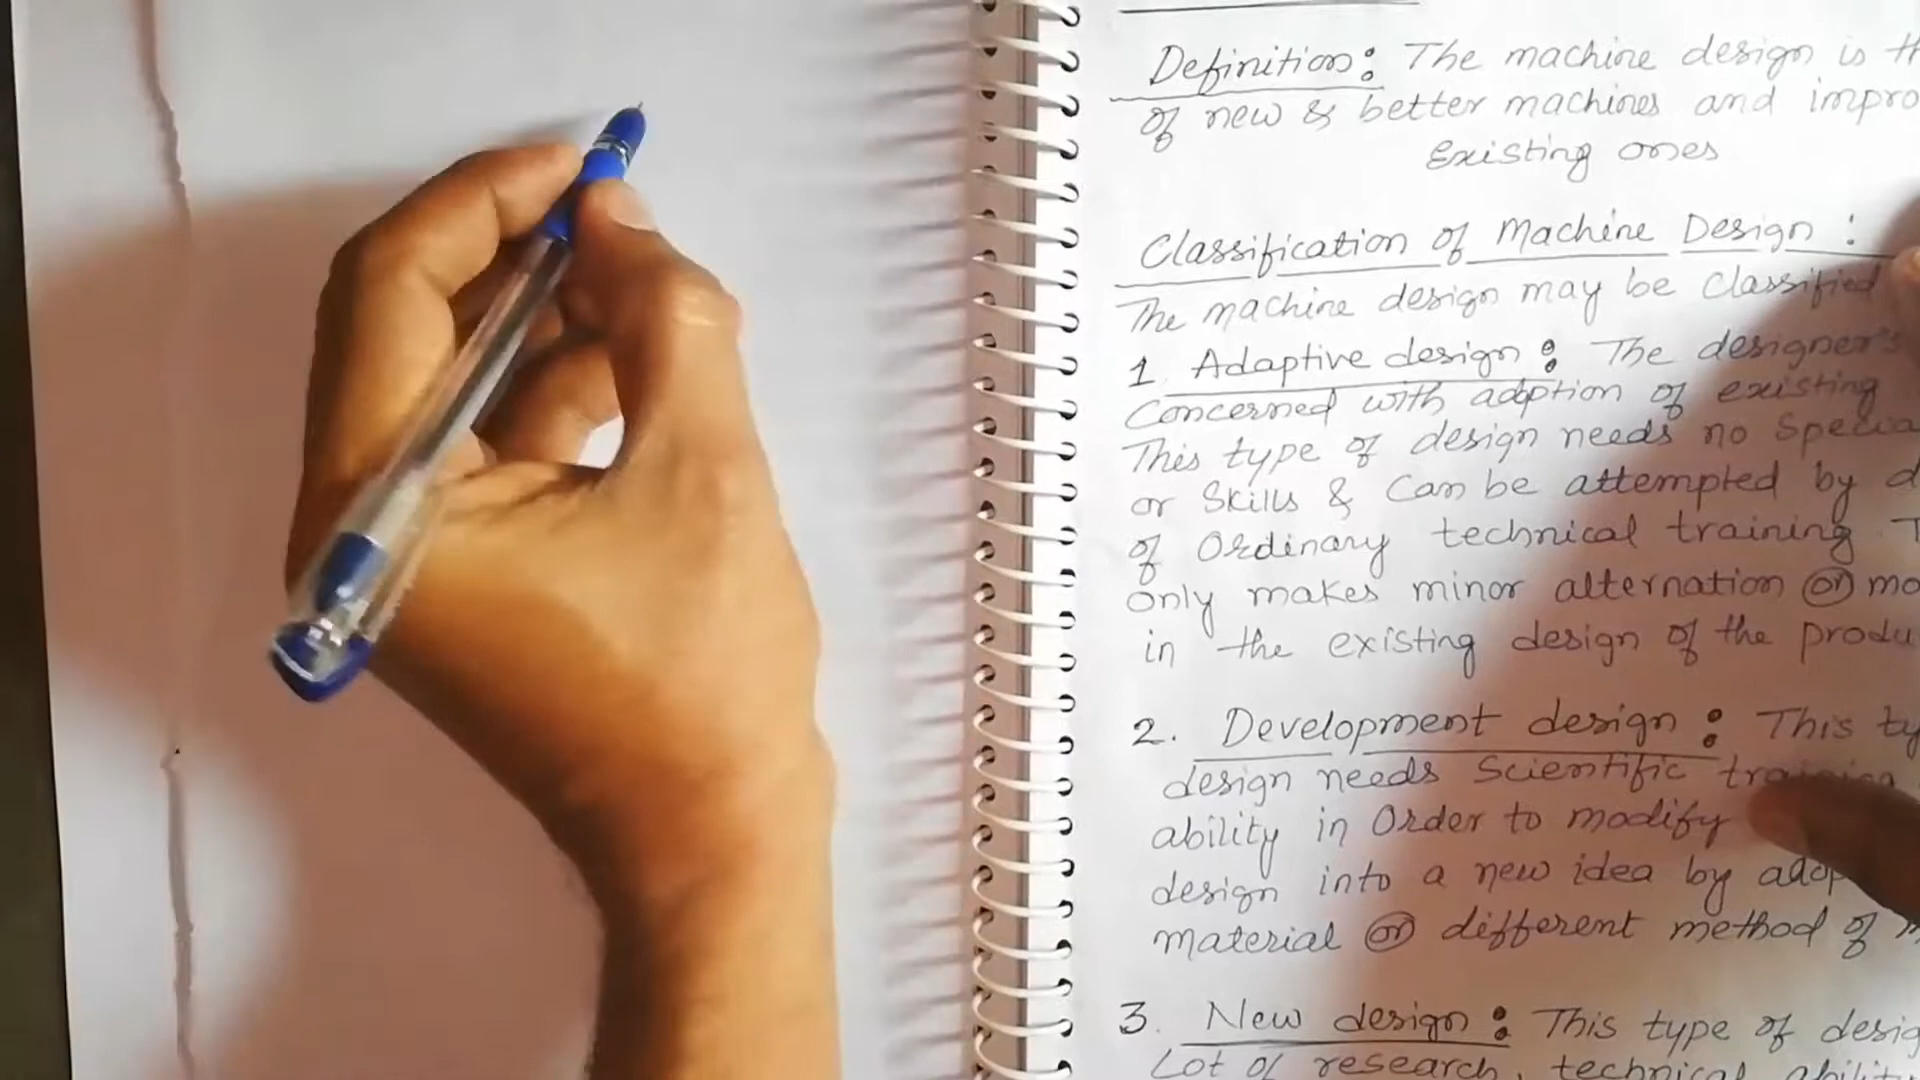 Definition: The machine design is th
of new & better machines and impro
existing ones
Classification of Machine Design :
The machine design may be classified
1. Adaptive design : The designer's
Concerned with adoption of existing
This type of design needs no specia
or skills & can be attempted by d
of Ordinary technical training T
only makes minor alternation or mo
in the existing design of the produ
2. Development design : This ty
design needs Scientific training
ability in Order to modify
design into a new idea by adop
material or different method of m
3. New design : This type of desig
Lot of research, technical ability